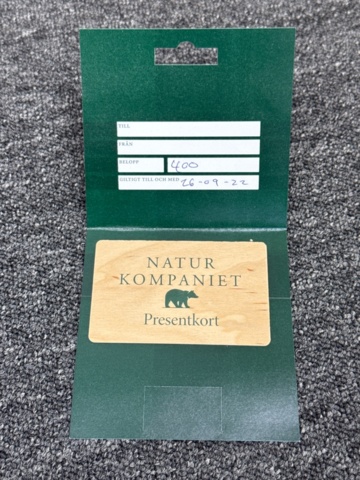 TILL
FRÅN
BELOPP 400
GILTIGT TILL OCH MED 26-09-22
NATUR
KOMPANIET
Presentkort